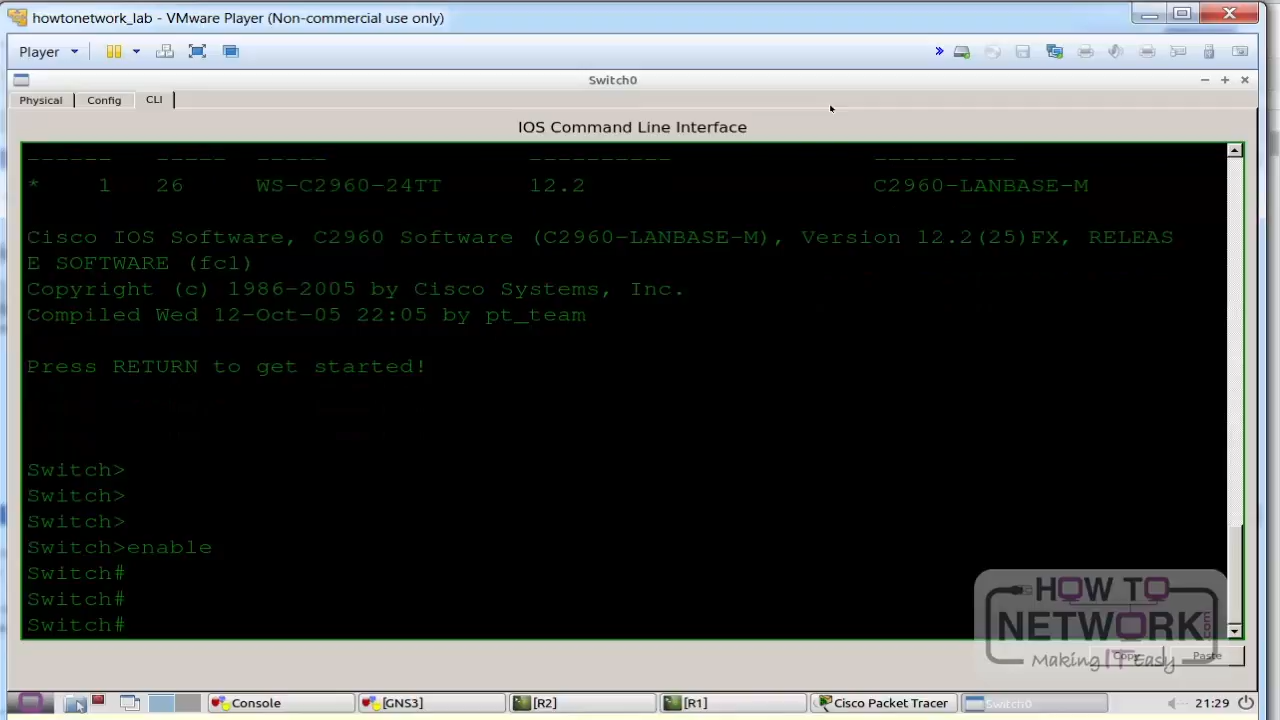 howtonetwork_lab - VMware Player (Non-commercial use only)
Player
Switch0
Physical Config CLI
IOS Command Line Interface
------ ----- ----- ---------- ----------
* 1 26 WS-C2960-24TT 12.2 C2960-LANBASE-M
Cisco IOS Software, C2960 Software (C2960-LANBASE-M), Version 12.2(25)FX, RELEAS
E SOFTWARE (fc1)
Copyright (c) 1986-2005 by Cisco Systems, Inc.
Compiled Wed 12-Oct-05 22:05 by pt_team
Press RETURN to get started!
Switch>
Switch>
Switch>
Switch>enable
Switch#
Switch#
Switch#
HOW TO
NETWORK.com
Making IT Easy
Copy Paste
Console [GNS3] [R2] [R1] Cisco Packet Tracer Switch0 21:29